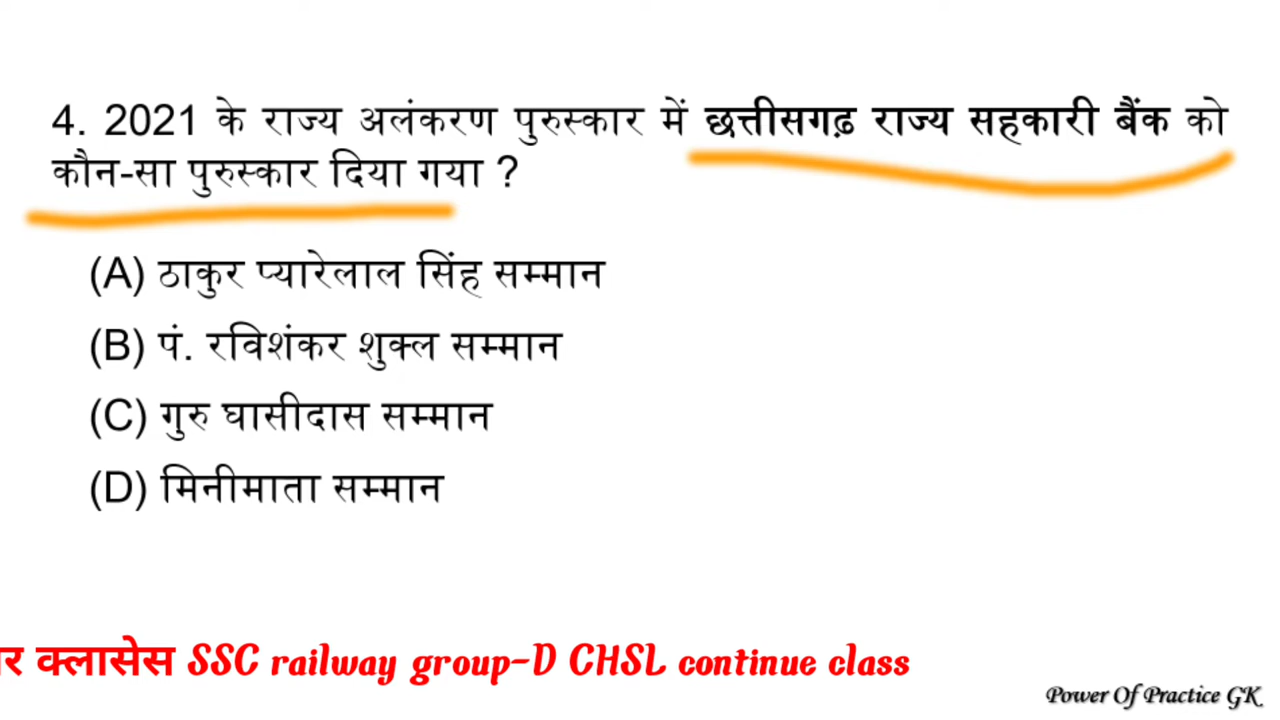 4. 2021 के राज्य अलंकरण पुरुस्कार में छत्तीसगढ़ राज्य सहकारी बैंक को
कौन-सा पुरुस्कार दिया गया ?
(A) ठाकुर प्यारेलाल सिंह सम्मान
(B) पं. रविशंकर शुक्ल सम्मान
(C) गुरु घासीदास सम्मान
(D) मिनीमाता सम्मान
क्लासेस SSC railway group-D CHSL continue class
Power Of Practice GK